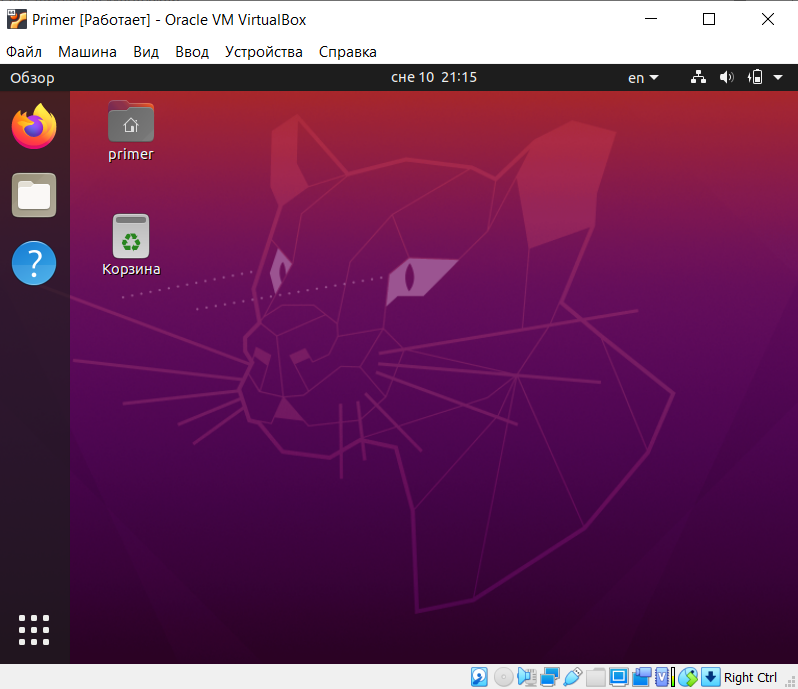 Primer [Работает] - Oracle VM VirtualBox
Файл Машина Вид Ввод Устройства Справка
Обзор сне 10 21:15 en
primer
Корзина
Right Ctrl